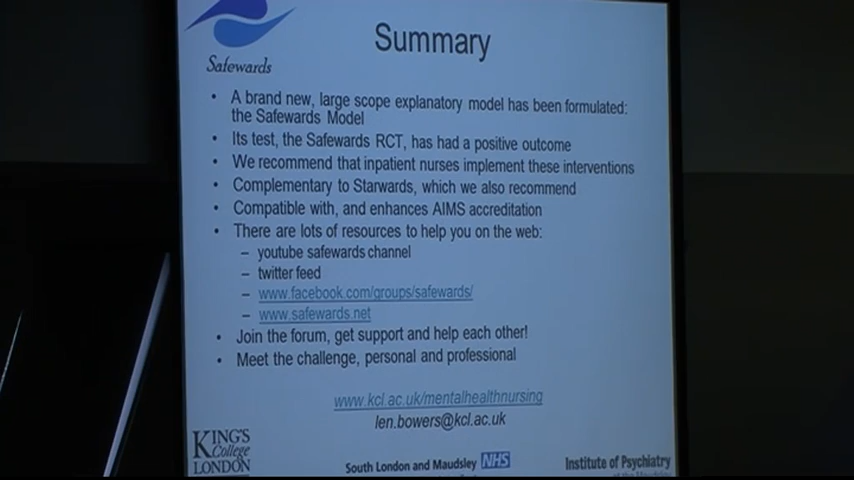 Safewards
Summary
• A brand new, large scope explanatory model has been formulated:
the Safewards Model
• Its test, the Safewards RCT, has had a positive outcome
• We recommend that inpatient nurses implement these interventions
• Complementary to Starwards, which we also recommend
• Compatible with, and enhances AIMS accreditation
• There are lots of resources to help you on the web:
– youtube safewards channel
– twitter feed
– www.facebook.com/groups/safewards/
– www.safewards.net
• Join the forum, get support and help each other!
• Meet the challenge, personal and professional
www.kcl.ac.uk/mentalhealthnursing
len.bowers@kcl.ac.uk
KING'S
College
LONDON
South London and Maudsley NHS
Institute of Psychiatry
at the Maudsley